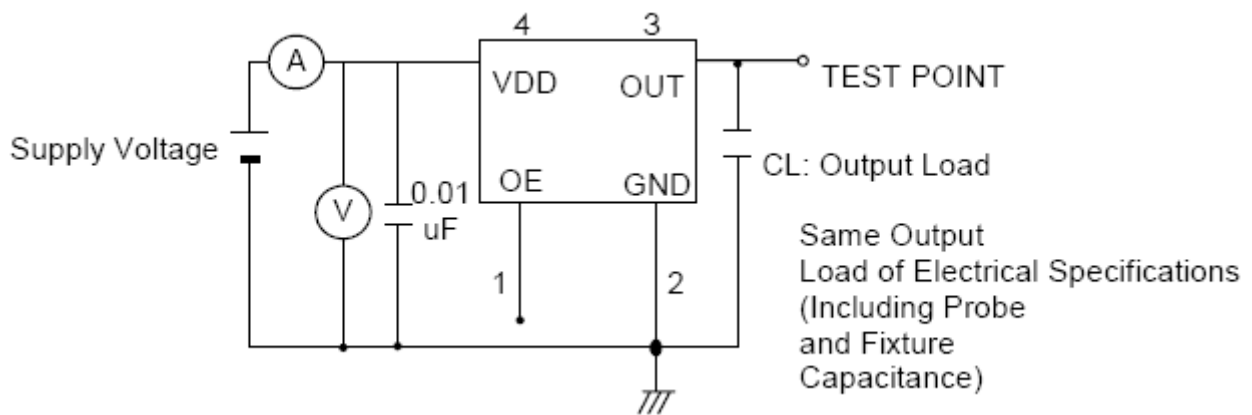 4
3
A
VDD
OUT
TEST POINT
Supply Voltage
OE
GND
CL: Output Load
0.01
uF
V
1
2
Same Output
Load of Electrical Specifications
(Including Probe
and Fixture
Capacitance)